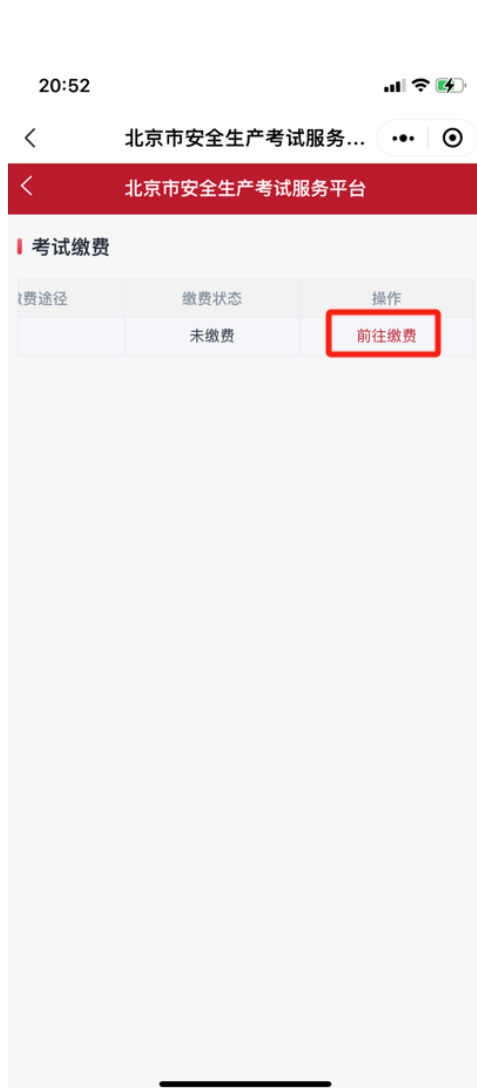 20:52
北京市安全生产考试服务...
北京市安全生产考试服务平台
考试缴费
费途径 缴费状态 操作
未缴费 前往缴费